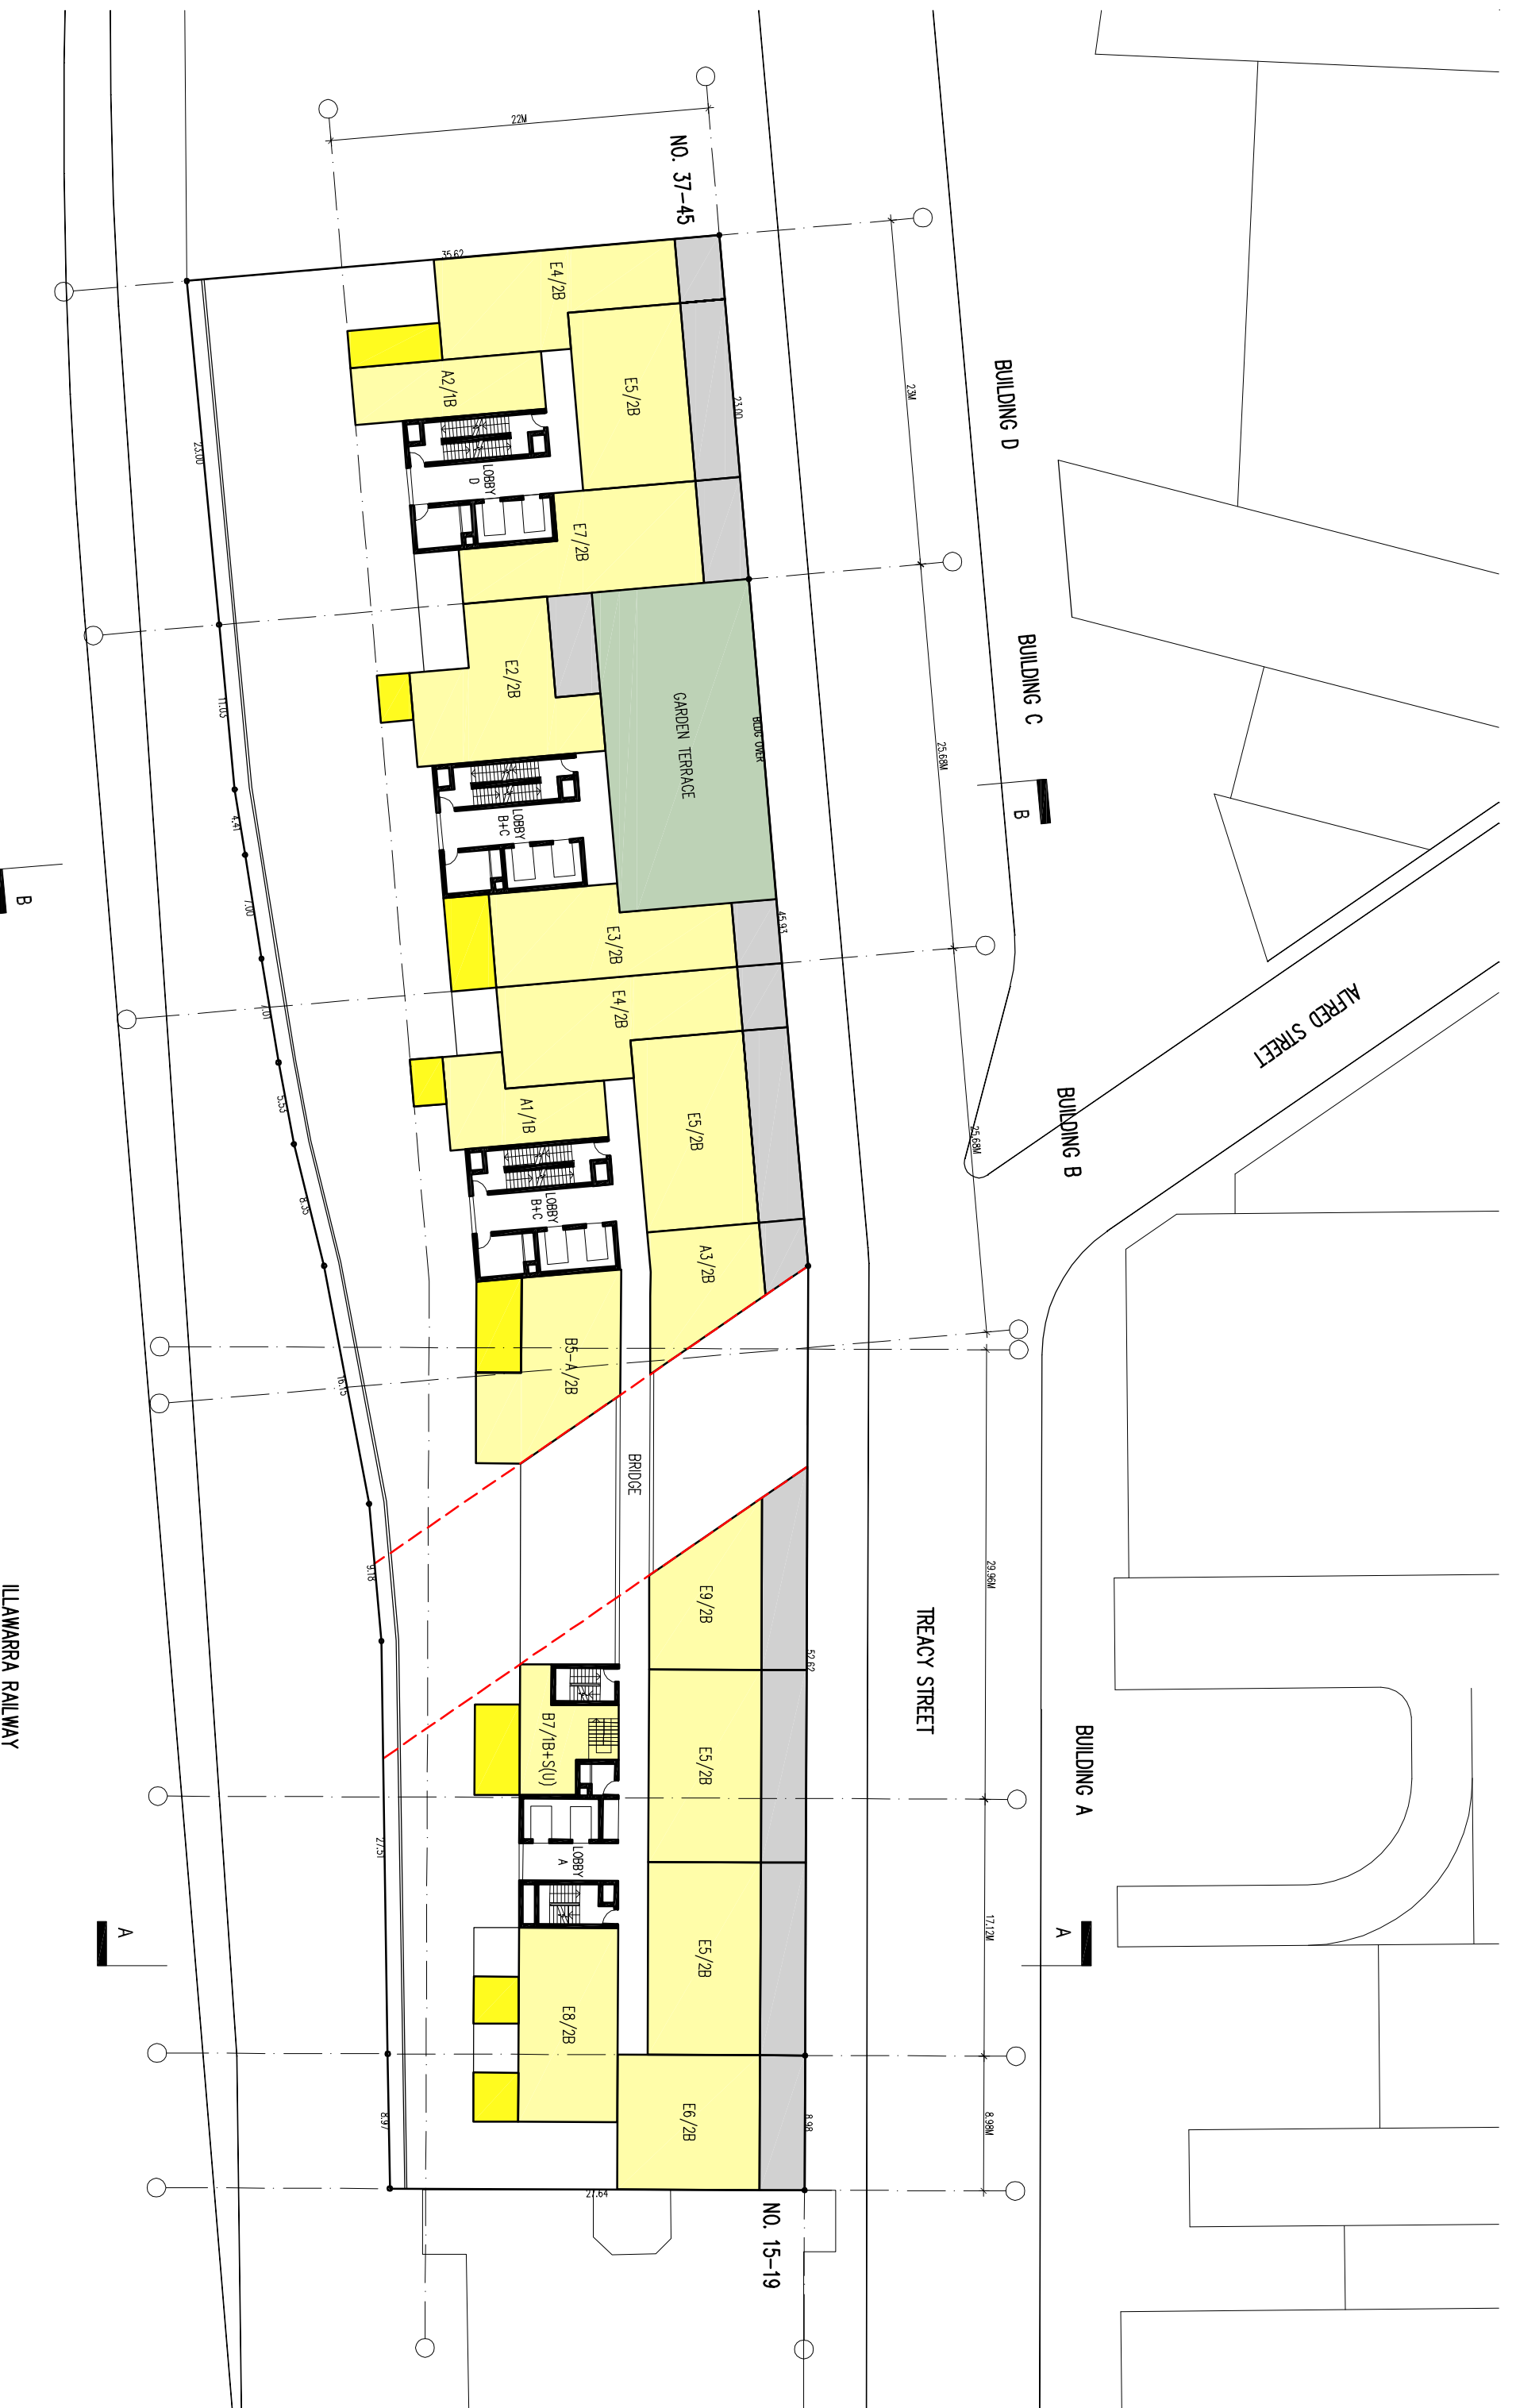 22M
NO. 37-45
35.62
E4/2B
E5/2B
23.00
23M
BUILDING D
A2/1B
23.00
LOBBY
D
E7/2B
E2/2B
GARDEN TERRACE
BLDG OVER
BUILDING C
25.68M
11.03
B
4.41
LOBBY
B+C
B
7.00
E3/2B
45.93
7.01
E4/2B
ALFRED STREET
5.53
A1/1B
E5/2B
BUILDING B
25.68M
8.35
LOBBY
B+C
A3/2B
16.15
B5-A/2B
BRIDGE
9.18
E9/2B
29.96M
52.62
TREACY STREET
ILLAWARRA RAILWAY
B7/1B+S(U)
E5/2B
BUILDING A
27.51
LOBBY
A
A
E5/2B
17.12M
A
E8/2B
8.97
E6/2B
8.98
8.98M
27.64
NO. 15-19